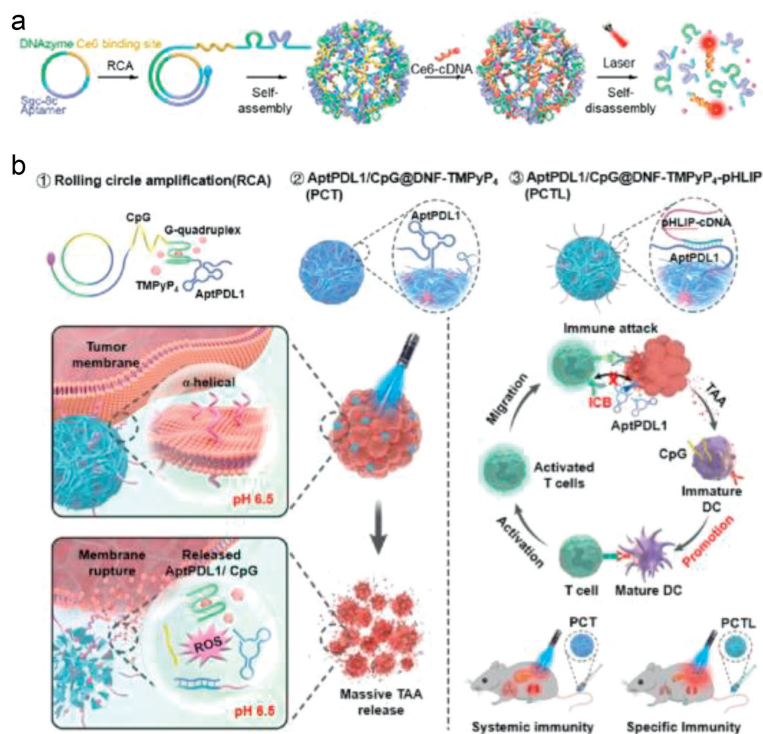 a
DNAzyme Ce6 binding site
RCA
Sgc-8c
Aptamer
Self-
assembly
Ce6-cDNA
Laser
Self-
disassembly
b
① Rolling circle amplification(RCA)
CpG
G-quadruplex
TMPyP₄
AptPDL1
② AptPDL1/CpG@DNF-TMPyP₄
(PCT)
AptPDL1
③ AptPDL1/CpG@DNF-TMPyP₄-pHLIP
(PCTL)
pHLIP-cDNA
AptPDL1
Tumor
membrane
α-helical
pH 6.5
Membrane
rupture
Released
AptPDL1/ CpG
ROS
pH 6.5
Massive TAA
release
Immune attack
ICB
AptPDL1
TAA
CpG
Immature
DC
Promotion
Mature DC
T cell
Activation
Activated
T cells
Migration
PCT
Systemic immunity
PCTL
Specific Immunity